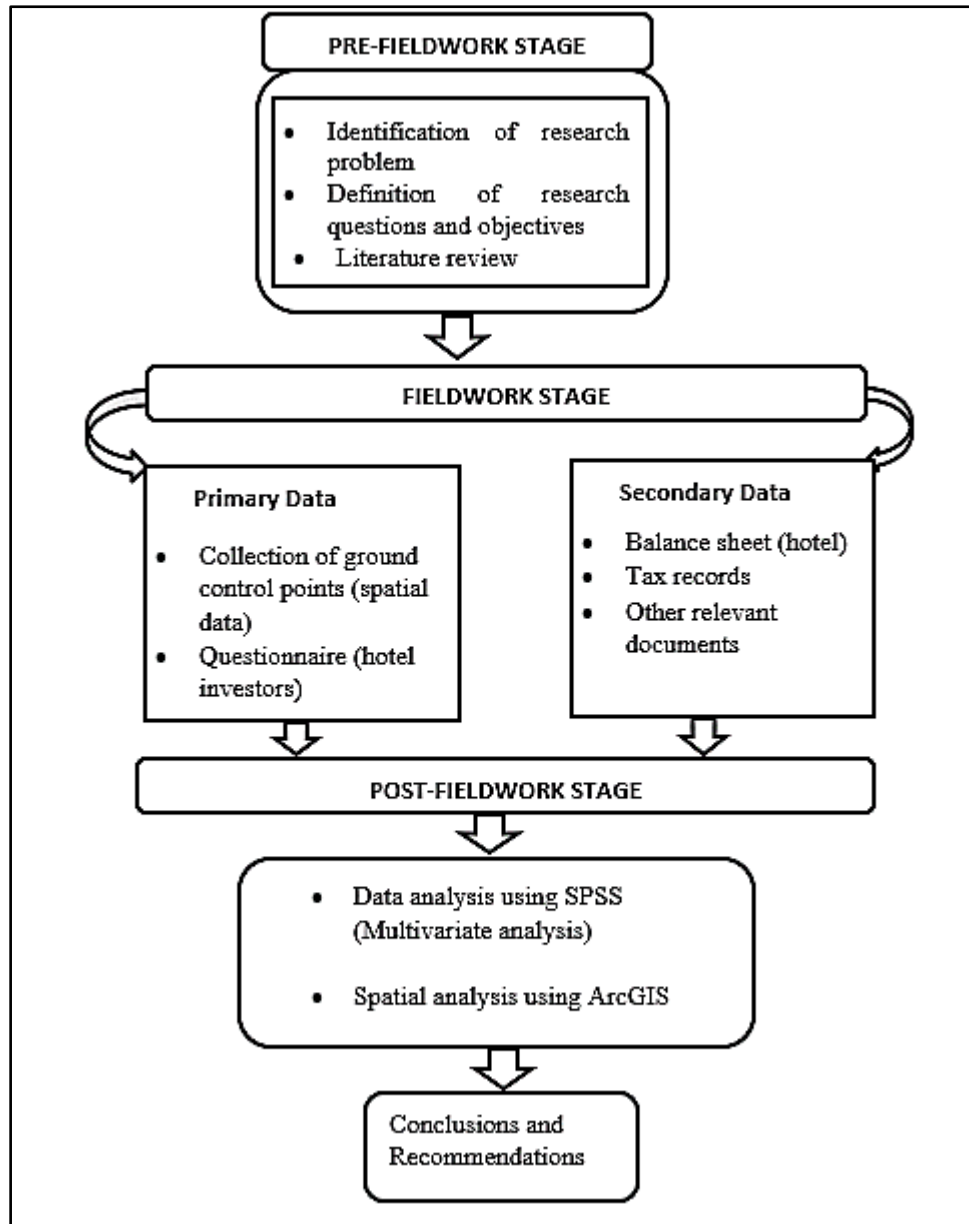 PRE-FIELDWORK STAGE
• Identification of research
problem
• Definition of research
questions and objectives
• Literature review
FIELDWORK STAGE
Primary Data
• Collection of ground
control points (spatial
data)
• Questionnaire (hotel
investors)
Secondary Data
• Balance sheet (hotel)
• Tax records
• Other relevant
documents
POST-FIELDWORK STAGE
• Data analysis using SPSS
(Multivariate analysis)
• Spatial analysis using ArcGIS
Conclusions and
Recommendations